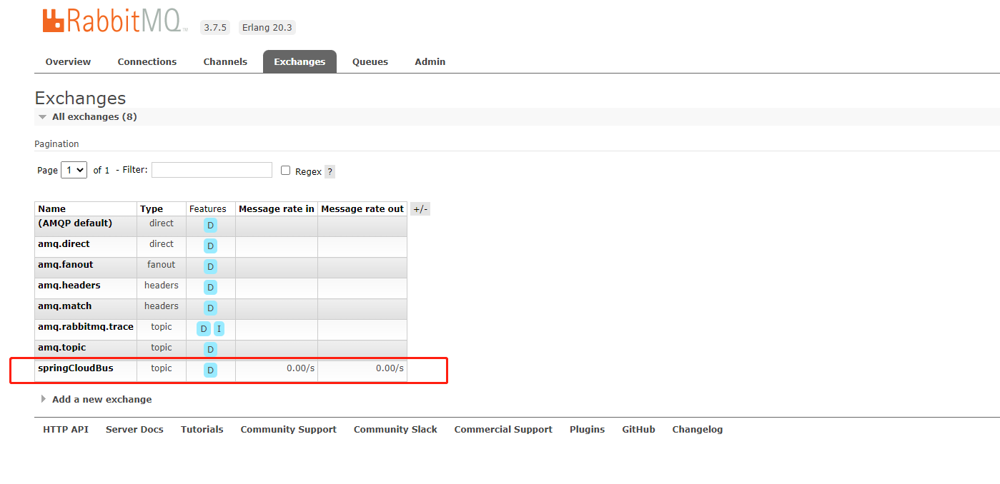 RabbitMQ TM 3.7.5 Erlang 20.3
Overview Connections Channels Exchanges Queues Admin
Exchanges
All exchanges (8)
Pagination
Page 1 of 1 - Filter: Regex ?
Name Type Features Message rate in Message rate out +/-
(AMQP default) direct D
amq.direct direct D
amq.fanout fanout D
amq.headers headers D
amq.match headers D
amq.rabbitmq.trace topic D I
amq.topic topic D
springCloudBus topic D 0.00/s 0.00/s
Add a new exchange
HTTP API Server Docs Tutorials Community Support Community Slack Commercial Support Plugins GitHub Changelog